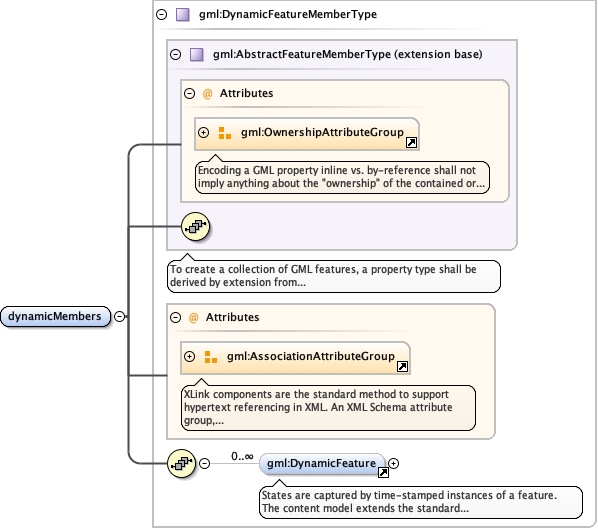 gml:DynamicFeatureMemberType
gml:AbstractFeatureMemberType (extension base)
@ Attributes
gml:OwnershipAttributeGroup
Encoding a GML property inline vs. by-reference shall not
imply anything about the "ownership" of the contained or...
To create a collection of GML features, a property type shall be
derived by extension from...
dynamicMembers
@ Attributes
gml:AssociationAttributeGroup
XLink components are the standard method to support
hypertext referencing in XML. An XML Schema attribute
group,...
0..∞
gml:DynamicFeature
States are captured by time-stamped instances of a feature.
The content model extends the standard...